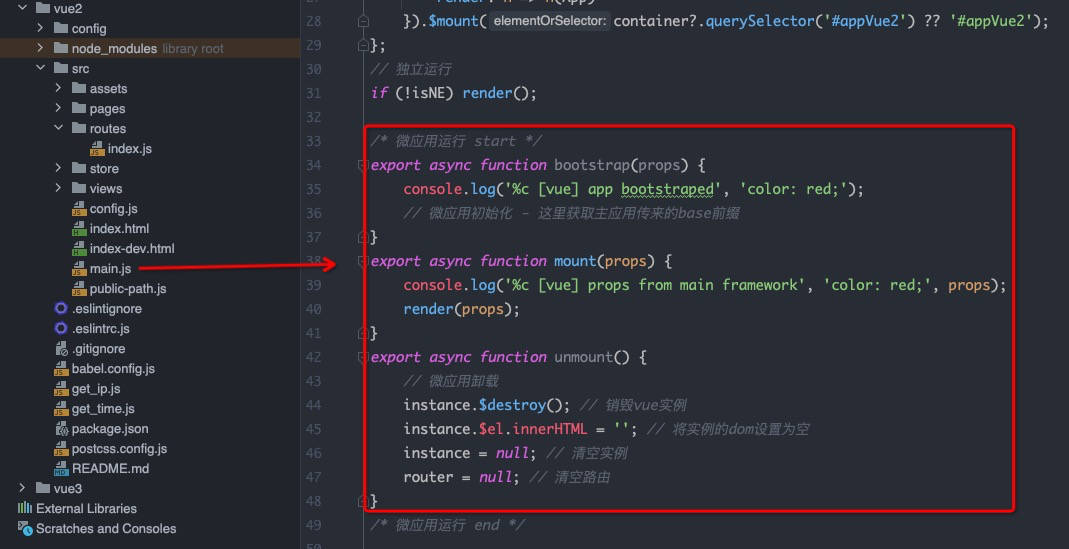 vue2
config
node_modules library root
src
assets
pages
routes
index.js
store
views
config.js
index.html
index-dev.html
main.js
public-path.js
.eslintignore
.eslintrc.js
.gitignore
babel.config.js
get_ip.js
get_time.js
package.json
postcss.config.js
README.md
vue3
External Libraries
Scratches and Consoles
28 }).$mount( elementOrSelector: container?.querySelector('#appVue2') ?? '#appVue2');
29 };
30 // 独立运行
31 if (!isNE) render();
32
33 /* 微应用运行 start */
34 export async function bootstrap(props) {
35 console.log('%c [vue] app bootstraped', 'color: red;');
36 // 微应用初始化 - 这里获取主应用传来的base前缀
37 }
38 export async function mount(props) {
39 console.log('%c [vue] props from main framework', 'color: red;', props);
40 render(props);
41 }
42 export async function unmount() {
43 // 微应用卸载
44 instance.$destroy(); // 销毁vue实例
45 instance.$el.innerHTML = ''; // 将实例的dom设置为空
46 instance = null; // 清空实例
47 router = null; // 清空路由
48 }
49 /* 微应用运行 end */